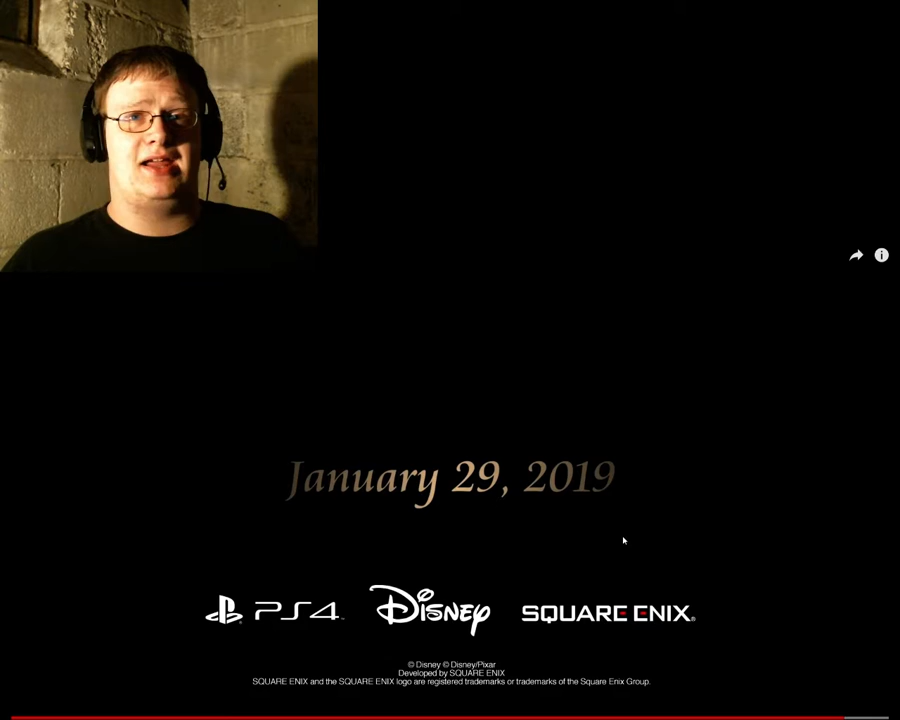 January 29, 2019
PS4 Disney SQUARE ENIX
© Disney © Disney/Pixar
Developed by SQUARE ENIX
SQUARE ENIX and the SQUARE ENIX logo are registered trademarks or trademarks of the Square Enix Group.